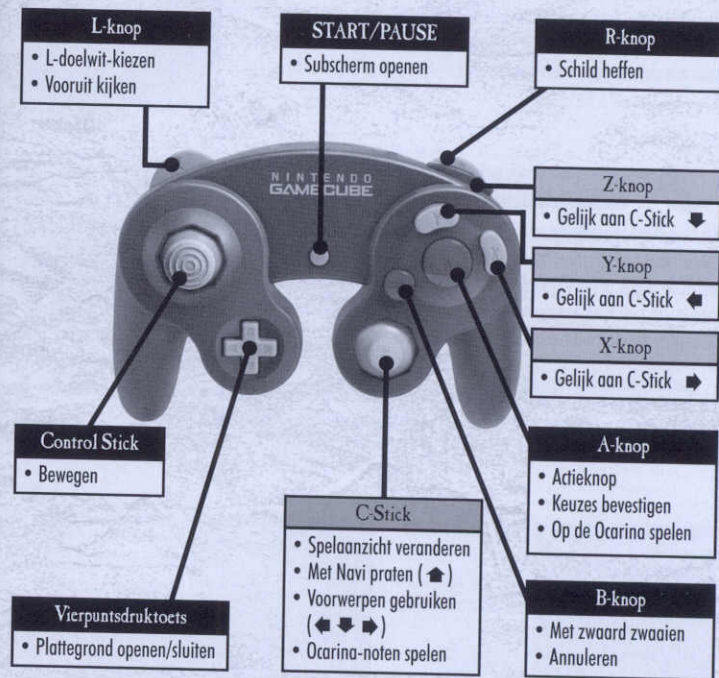 L-knop
• L-doelwit-kiezen
• Vooruit kijken
START/PAUSE
• Subscherm openen
R-knop
• Schild heffen
NINTENDO
GAMECUBE
Z-knop
• Gelijk aan C-Stick ⬇
Y
X
Y-knop
• Gelijk aan C-Stick ⬅
X-knop
• Gelijk aan C-Stick ➡
Control Stick
• Bewegen
A-knop
• Actieknop
• Keuzes bevestigen
• Op de Ocarina spelen
C-Stick
• Spelaanzicht veranderen
• Met Navi praten (⬆)
• Voorwerpen gebruiken
(⬅ ⬇ ➡)
• Ocarina-noten spelen
Vierpuntsdruktoets
• Plattegrond openen/sluiten
B-knop
• Met zwaard zwaaien
• Annuleren